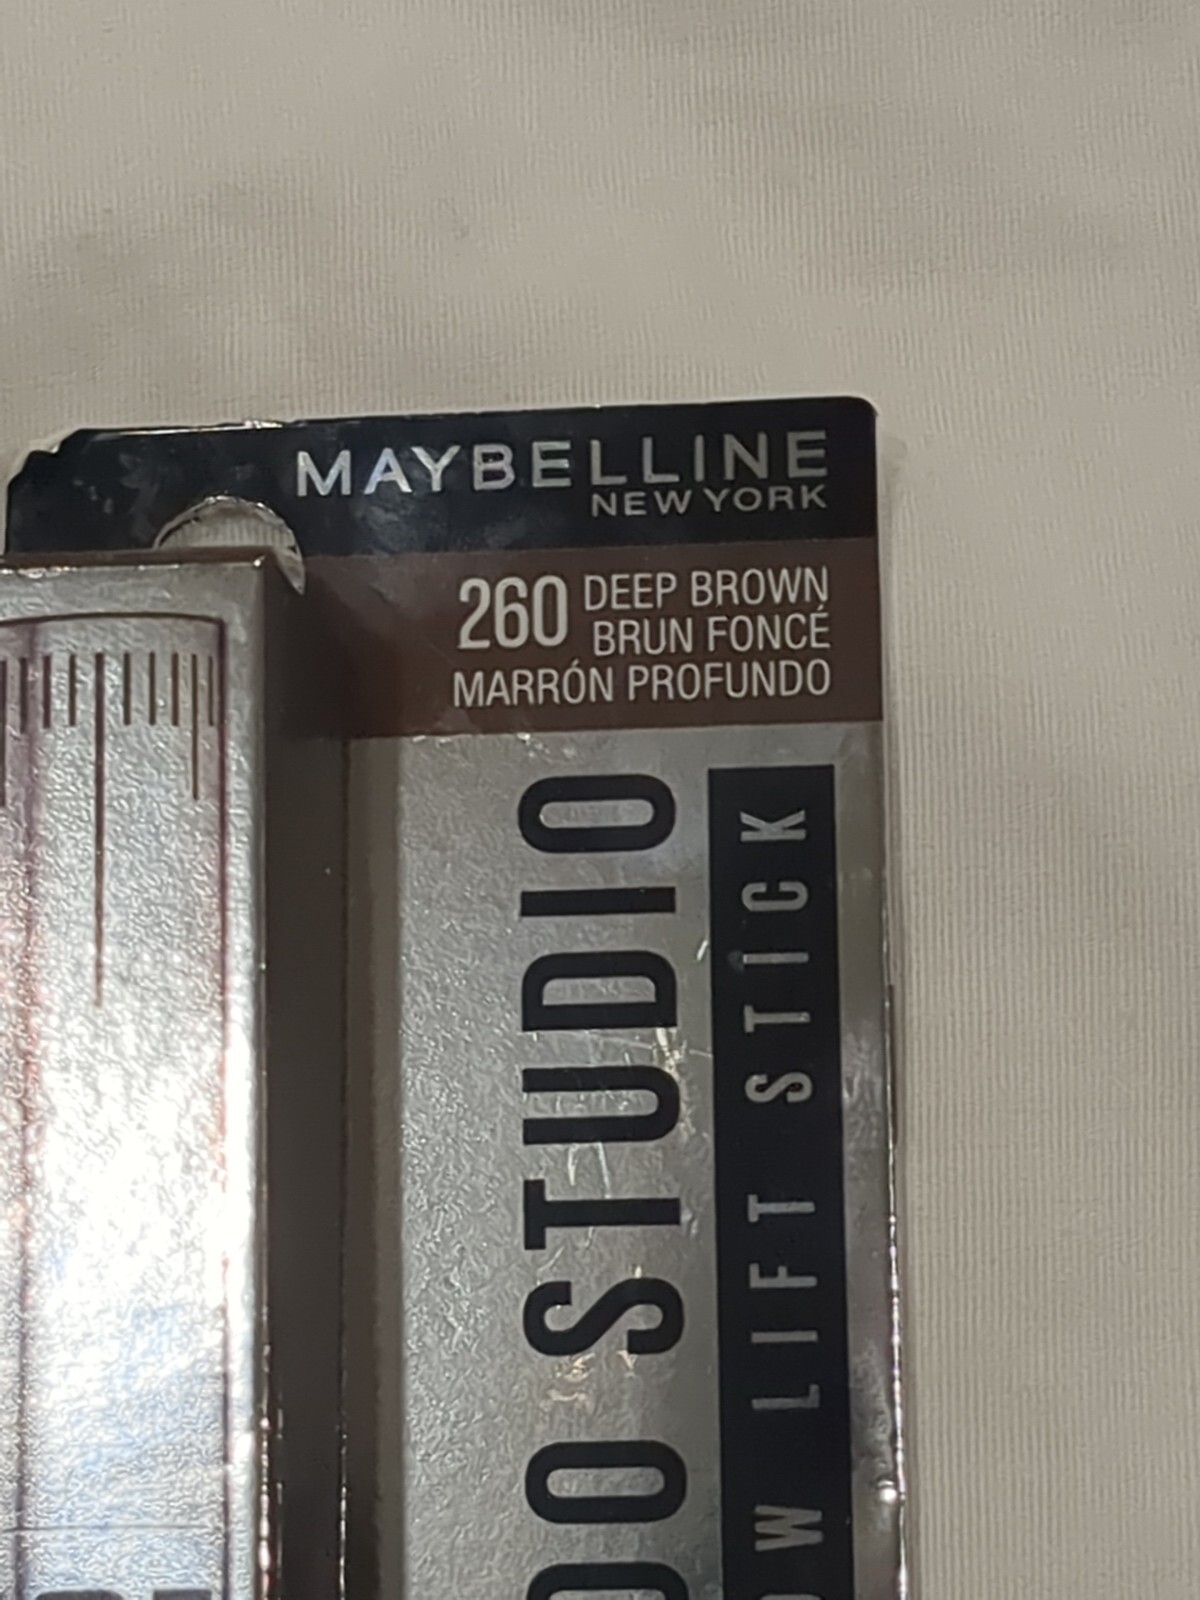 MAYBELLINE
NEW YORK
260 DEEP BROWN
BRUN FONCÉ
MARRÓN PROFUNDO
STUDIO
LIFT STICK